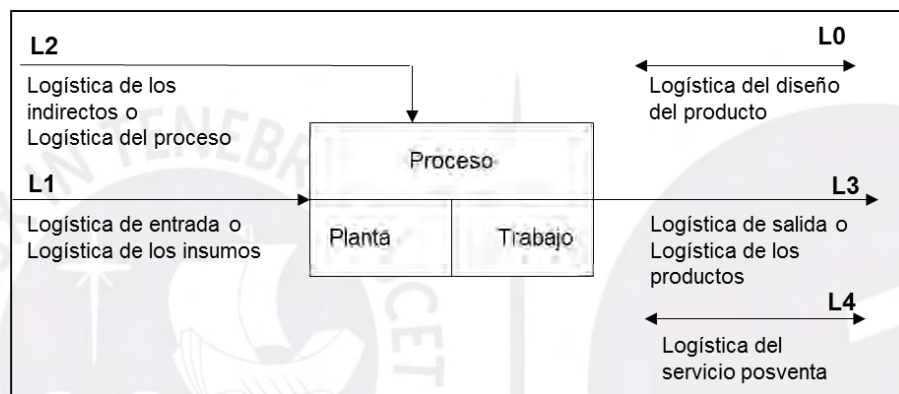 L2
Logística de los
indirectos o
Logística del proceso
L0
Logística del diseño
del producto
Proceso
Planta
Trabajo
L1
Logística de entrada o
Logística de los insumos
L3
Logística de salida o
Logística de los
productos
L4
Logística del
servicio posventa
IN TENEBR